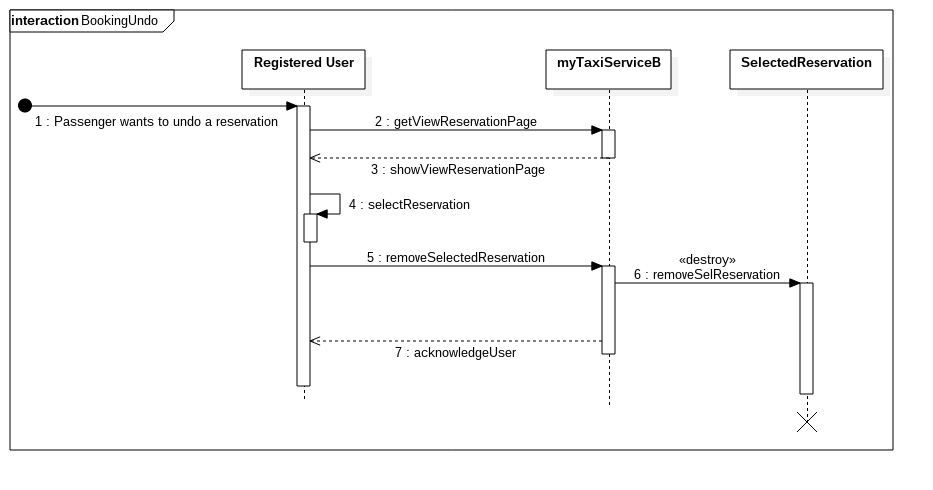 interaction BookingUndo
Registered User
myTaxiServiceB
SelectedReservation
1 : Passenger wants to undo a reservation
2 : getViewReservationPage
3 : showViewReservationPage
4 : selectReservation
5 : removeSelectedReservation
«destroy»
6 : removeSelReservation
7 : acknowledgeUser